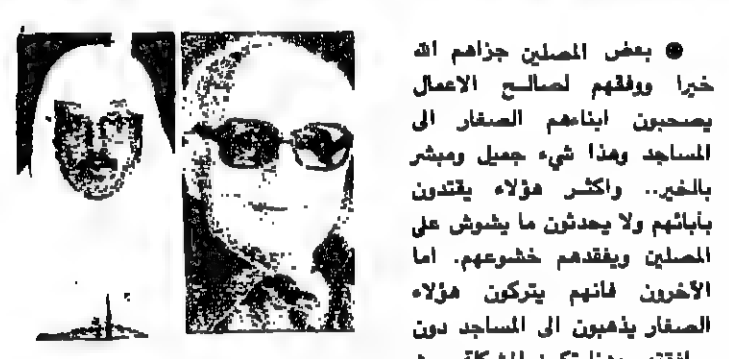 ● بعض المصلين جزاهم الله
خيرا ووفقهم لصالح الاعمال
يصحبون ابناءهم الصغار الى
المساجد وهذا شيء جميل ومبشر
بالخير.. واكثر هؤلاء يقتدون
بآبائهم ولا يحدثون ما يشوش على
المصلين ويفقدهم خشوعهم. اما
الآخرون فانهم يتركون هؤلاء
الصغار يذهبون الى المساجد دون